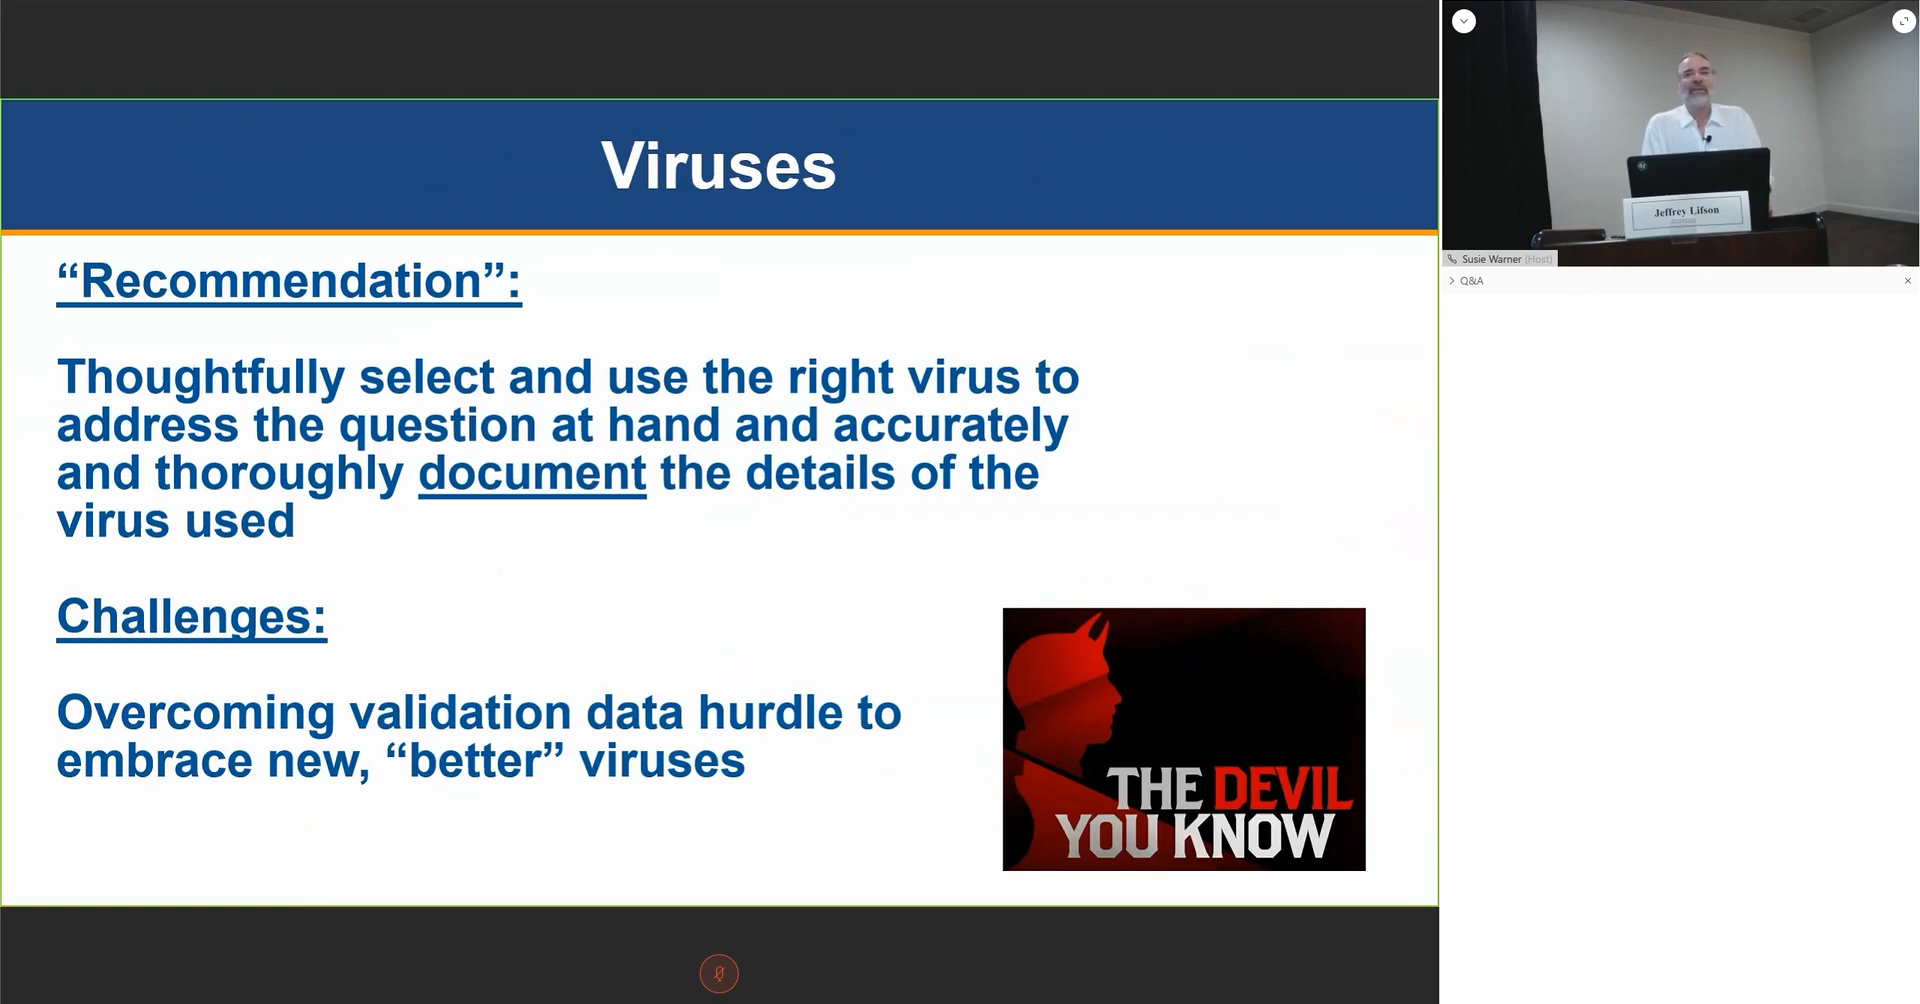 Viruses
“Recommendation”:
Thoughtfully select and use the right virus to
address the question at hand and accurately
and thoroughly document the details of the
virus used
Challenges:
Overcoming validation data hurdle to
embrace new, “better” viruses
THE DEVIL
YOU KNOW
Jeffrey Lifson
Susie Warner (Host)
Q&A